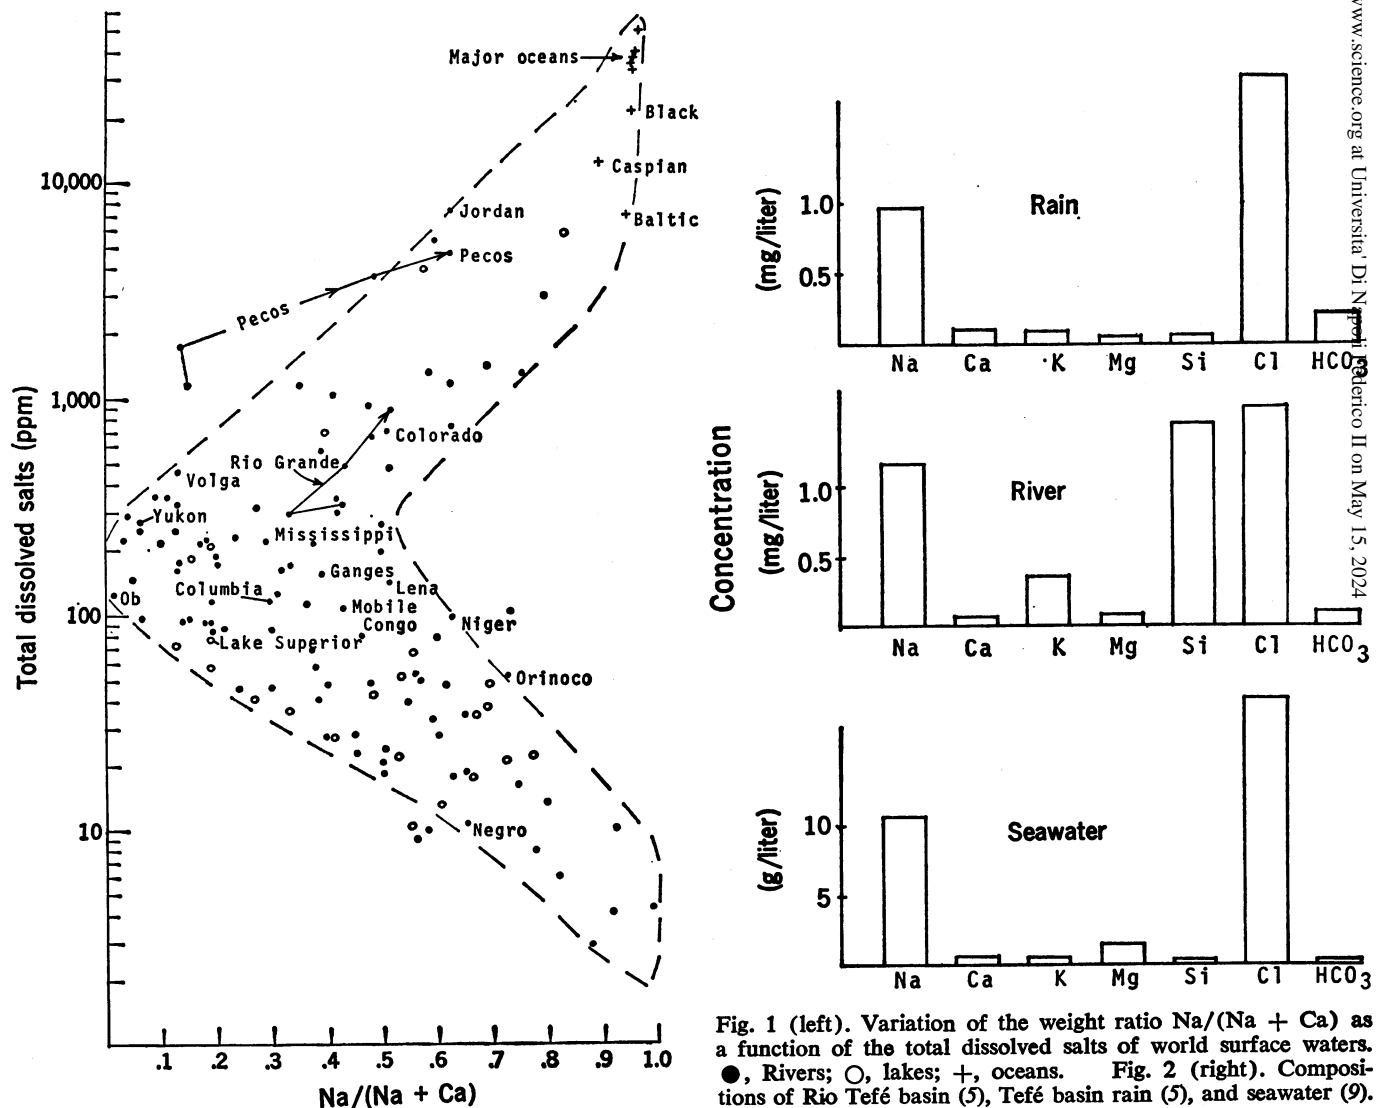 Total dissolved salts (ppm)
10,000
1,000
100
10
Major oceans
Black
Caspian
Baltic
Jordan
Pecos
Pecos
Colorado
Rio Grande
Volga
Yukon
Mississippi
Ganges
Lena
Columbia
Ob
Mobile
Congo
Niger
Lake Superior
Orinoco
Negro
.1 .2 .3 .4 .5 .6 .7 .8 .9 1.0
Na/(Na + Ca)
Concentration
(mg/liter)
1.0
0.5
Rain
Na Ca K Mg Si Cl HCO3
(mg/liter)
1.0
0.5
River
Na Ca K Mg Si Cl HCO3
(g/liter)
10
5
Seawater
Na Ca K Mg Si Cl HCO3
Fig. 1 (left). Variation of the weight ratio Na/(Na + Ca) as
a function of the total dissolved salts of world surface waters.
●, Rivers; ○, lakes; +, oceans. Fig. 2 (right). Composi-
tions of Rio Tefé basin (5), Tefé basin rain (5), and seawater (9).
www.science.org at Universita' Di Napoli Federico II on May 15, 2024